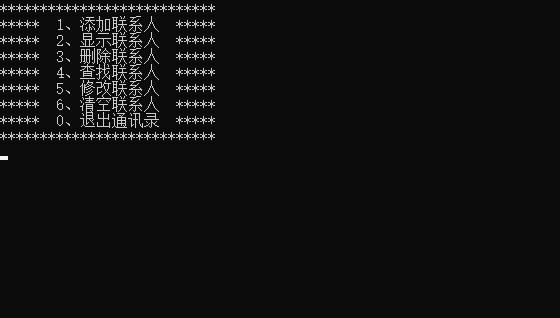 ***************************
*****  1、添加联系人  *****
*****  2、显示联系人  *****
*****  3、删除联系人  *****
*****  4、查找联系人  *****
*****  5、修改联系人  *****
*****  6、清空联系人  *****
*****  0、退出通讯录  *****
***************************